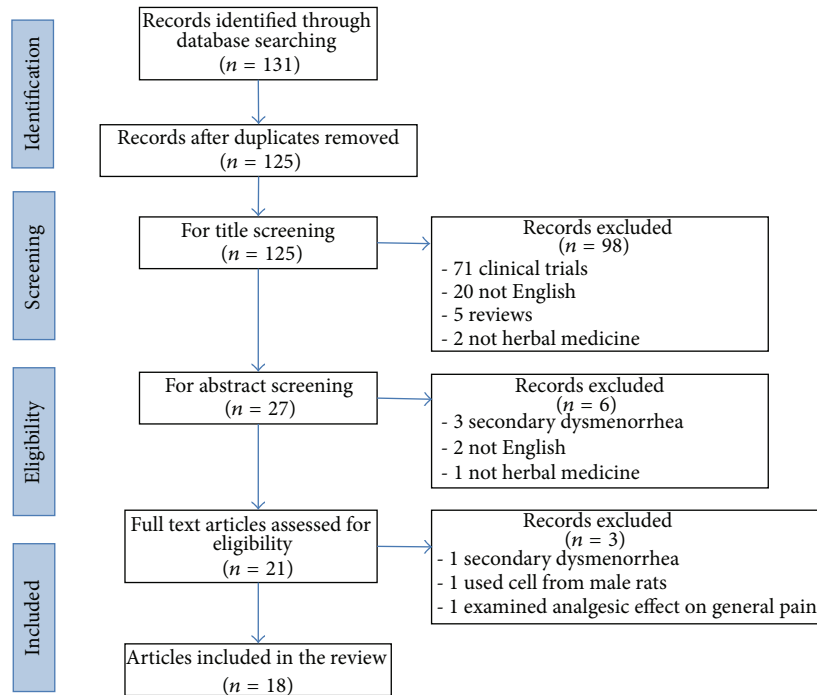 Identification
Records identified through
database searching
(n = 131)
Records after duplicates removed
(n = 125)
Screening
For title screening
(n = 125)
Records excluded
(n = 98)
- 71 clinical trials
- 20 not English
- 5 reviews
- 2 not herbal medicine
Eligibility
For abstract screening
(n = 27)
Records excluded
(n = 6)
- 3 secondary dysmenorrhea
- 2 not English
- 1 not herbal medicine
Full text articles assessed for
eligibility
(n = 21)
Records excluded
(n = 3)
- 1 secondary dysmenorrhea
- 1 used cell from male rats
- 1 examined analgesic effect on general pain
Included
Articles included in the review
(n = 18)